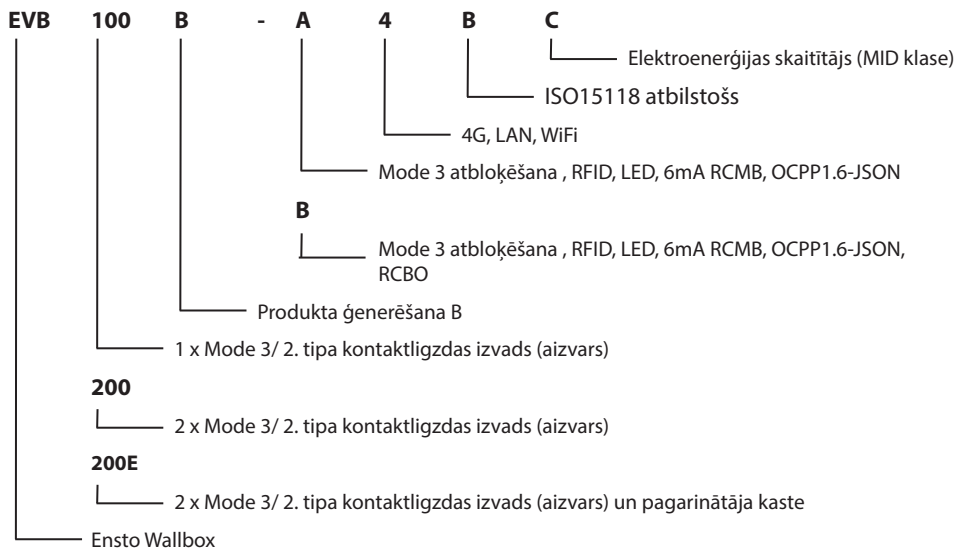 EVB 100 B - A 4 B C
Elektroenerģijas skaitītājs (MID klase)
ISO15118 atbilstošs
4G, LAN, WiFi
Mode 3 atbloķēšana , RFID, LED, 6mA RCMB, OCPP1.6-JSON
B
Mode 3 atbloķēšana , RFID, LED, 6mA RCMB, OCPP1.6-JSON,
RCBO
Produkta ģenerēšana B
1 x Mode 3/ 2. tipa kontaktligzdas izvads (aizvars)
200
2 x Mode 3/ 2. tipa kontaktligzdas izvads (aizvars)
200E
2 x Mode 3/ 2. tipa kontaktligzdas izvads (aizvars) un pagarinātāja kaste
Ensto Wallbox